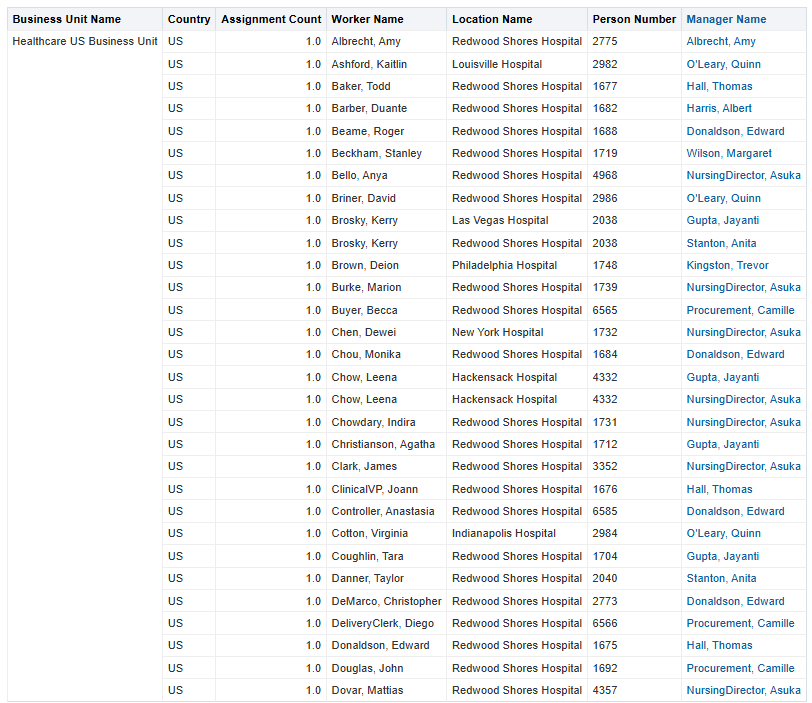 Business Unit Name Country Assignment Count Worker Name Location Name Person Number Manager Name
Healthcare US Business Unit US 1.0 Albrecht, Amy Redwood Shores Hospital 2775 Albrecht, Amy
US 1.0 Ashford, Kaitlin Louisville Hospital 2982 O'Leary, Quinn
US 1.0 Baker, Todd Redwood Shores Hospital 1677 Hall, Thomas
US 1.0 Barber, Duante Redwood Shores Hospital 1682 Harris, Albert
US 1.0 Beame, Roger Redwood Shores Hospital 1688 Donaldson, Edward
US 1.0 Beckham, Stanley Redwood Shores Hospital 1719 Wilson, Margaret
US 1.0 Bello, Anya Redwood Shores Hospital 4968 NursingDirector, Asuka
US 1.0 Briner, David Redwood Shores Hospital 2986 O'Leary, Quinn
US 1.0 Brosky, Kerry Las Vegas Hospital 2038 Gupta, Jayanti
US 1.0 Brosky, Kerry Redwood Shores Hospital 2038 Stanton, Anita
US 1.0 Brown, Deion Philadelphia Hospital 1748 Kingston, Trevor
US 1.0 Burke, Marion Redwood Shores Hospital 1739 NursingDirector, Asuka
US 1.0 Buyer, Becca Redwood Shores Hospital 6565 Procurement, Camille
US 1.0 Chen, Dewei New York Hospital 1732 NursingDirector, Asuka
US 1.0 Chou, Monika Redwood Shores Hospital 1684 Donaldson, Edward
US 1.0 Chow, Leena Hackensack Hospital 4332 Gupta, Jayanti
US 1.0 Chow, Leena Hackensack Hospital 4332 NursingDirector, Asuka
US 1.0 Chowdary, Indira Redwood Shores Hospital 1731 NursingDirector, Asuka
US 1.0 Christianson, Agatha Redwood Shores Hospital 1712 Gupta, Jayanti
US 1.0 Clark, James Redwood Shores Hospital 3352 NursingDirector, Asuka
US 1.0 ClinicalVP, Joann Redwood Shores Hospital 1676 Hall, Thomas
US 1.0 Controller, Anastasia Redwood Shores Hospital 6585 Donaldson, Edward
US 1.0 Cotton, Virginia Indianapolis Hospital 2984 O'Leary, Quinn
US 1.0 Coughlin, Tara Redwood Shores Hospital 1704 Gupta, Jayanti
US 1.0 Danner, Taylor Redwood Shores Hospital 2040 Stanton, Anita
US 1.0 DeMarco, Christopher Redwood Shores Hospital 2773 Donaldson, Edward
US 1.0 DeliveryClerk, Diego Redwood Shores Hospital 6566 Procurement, Camille
US 1.0 Donaldson, Edward Redwood Shores Hospital 1675 Hall, Thomas
US 1.0 Douglas, John Redwood Shores Hospital 1692 Procurement, Camille
US 1.0 Dovar, Mattias Redwood Shores Hospital 4357 NursingDirector, Asuka